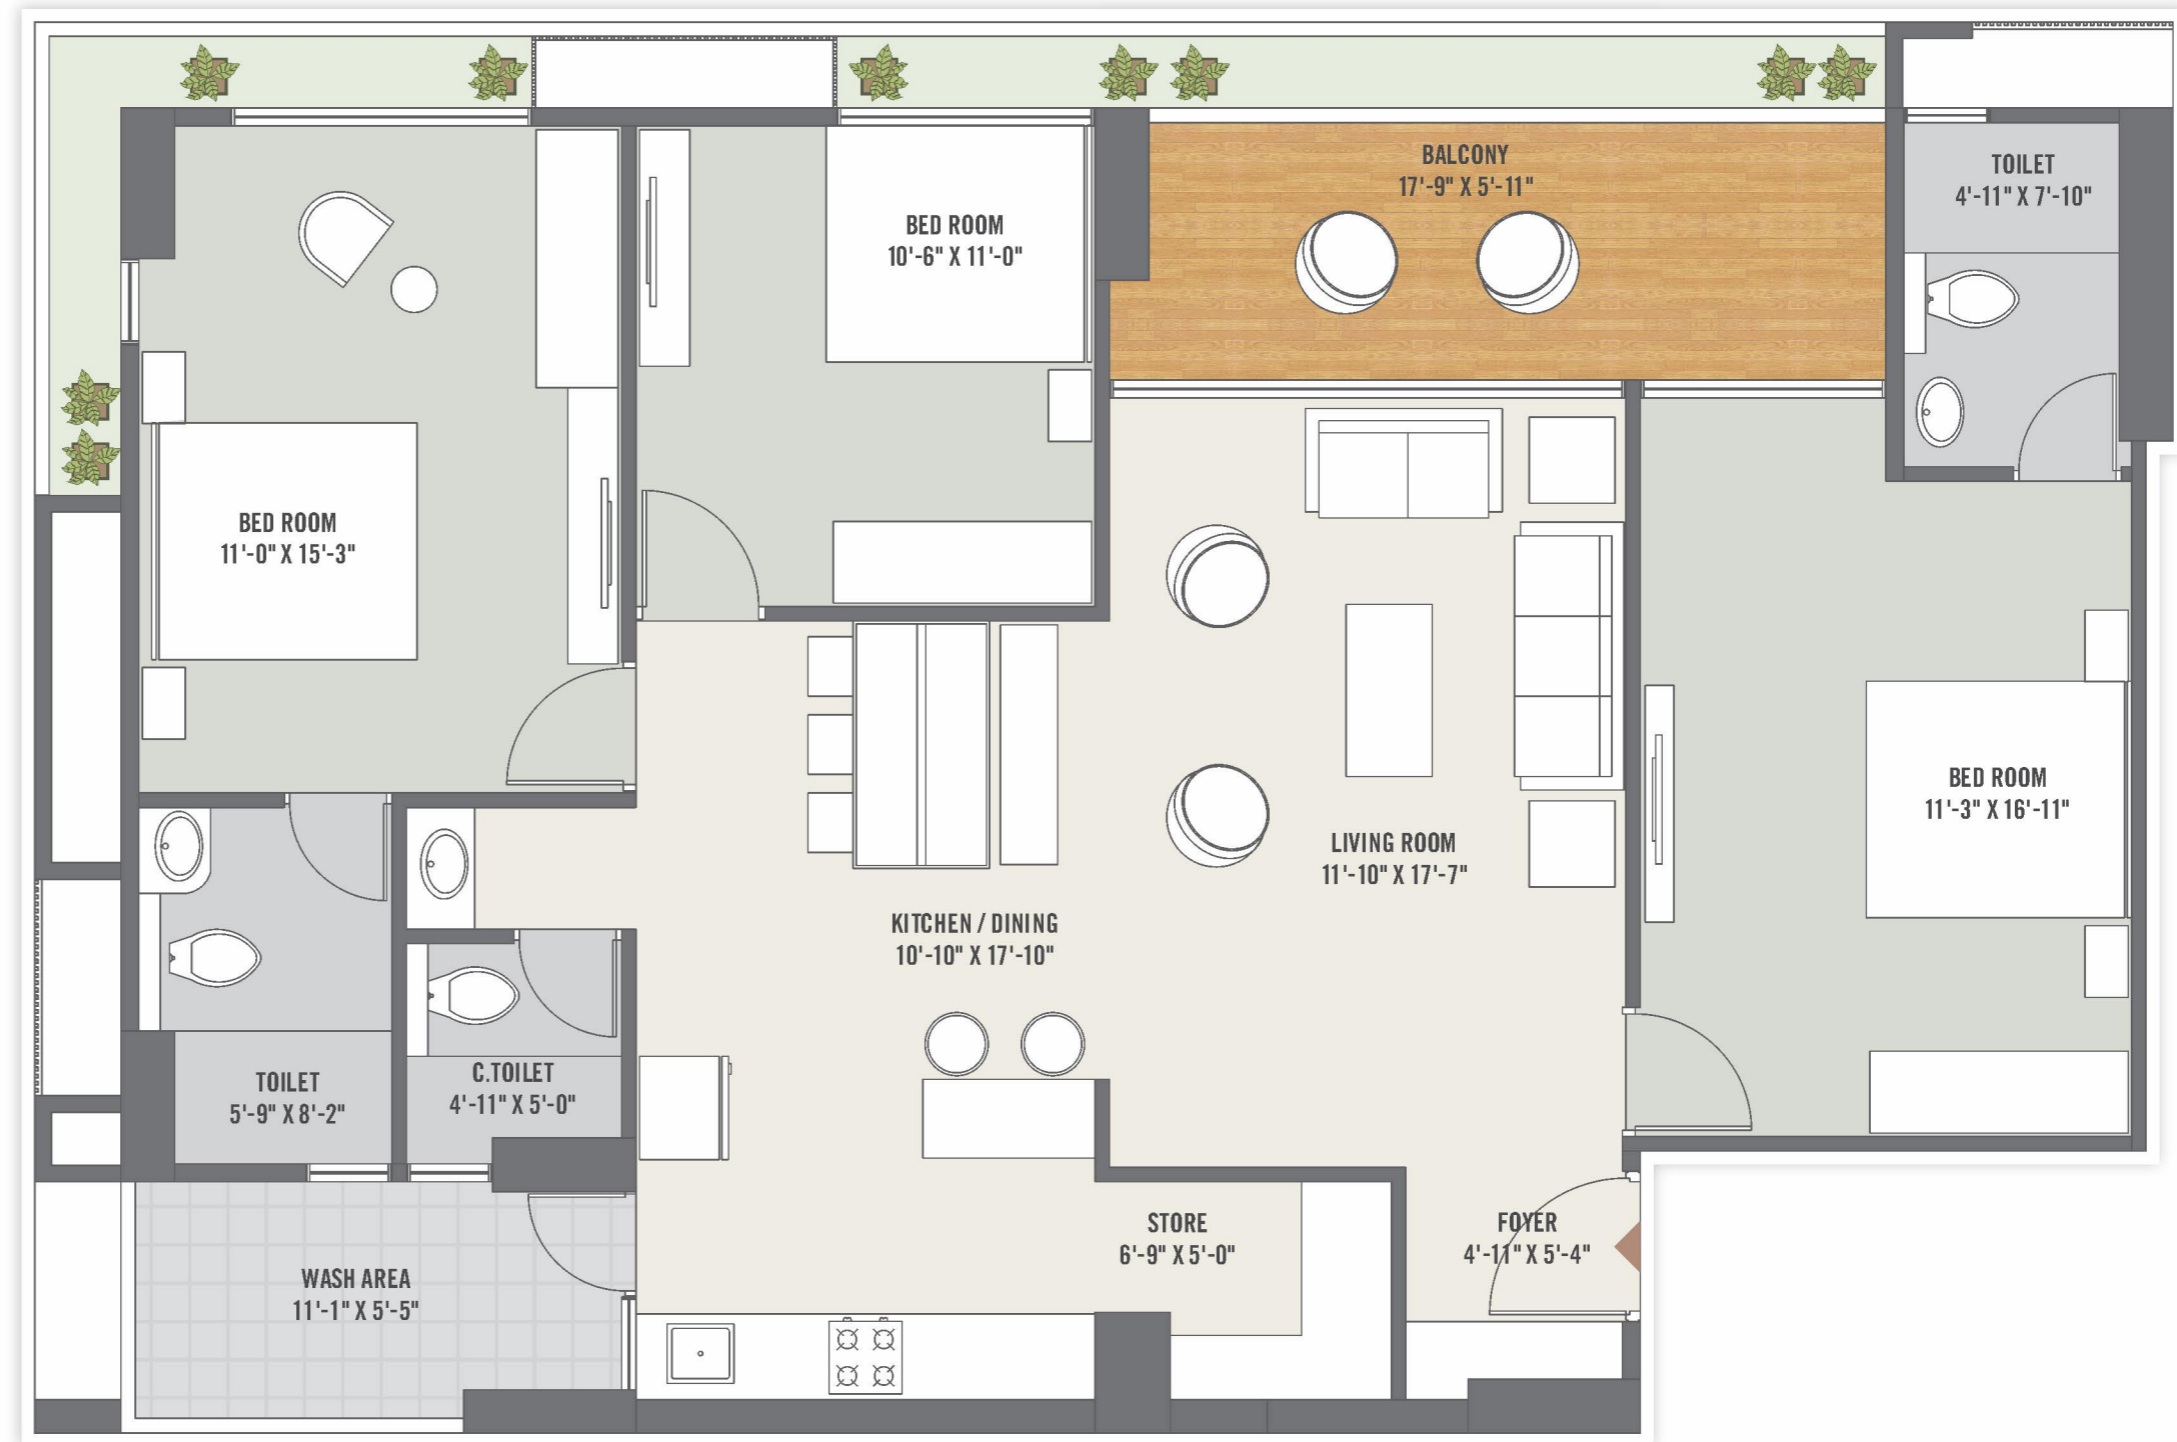 BALCONY
17'-9" X 5'-11"
TOILET
4'-11" X 7'-10"
BED ROOM
10'-6" X 11'-0"
BED ROOM
11'-0" X 15'-3"
BED ROOM
11'-3" X 16'-11"
LIVING ROOM
11'-10" X 17'-7"
KITCHEN / DINING
10'-10" X 17'-10"
TOILET
5'-9" X 8'-2"
C.TOILET
4'-11" X 5'-0"
STORE
6'-9" X 5'-0"
FOYER
4'-11" X 5'-4"
WASH AREA
11'-1" X 5'-5"